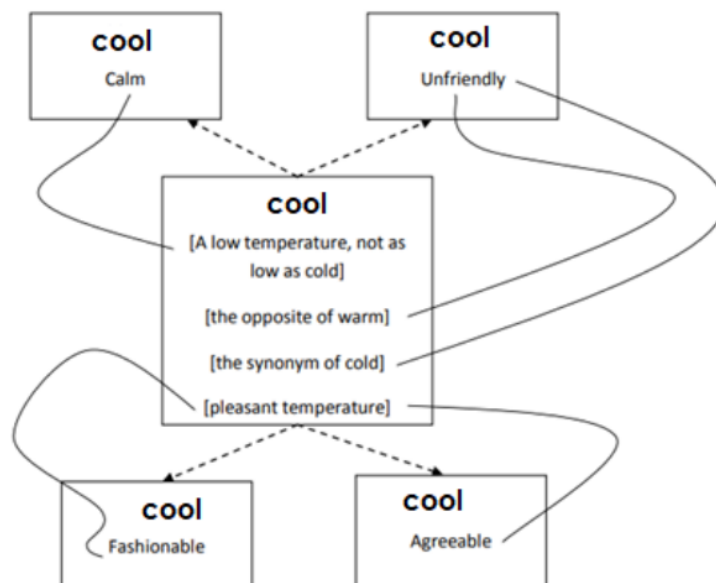 cool
Calm
cool
Unfriendly
cool
[A low temperature, not as
low as cold]
[the opposite of warm]
[the synonym of cold]
[pleasant temperature]
cool
Fashionable
cool
Agreeable